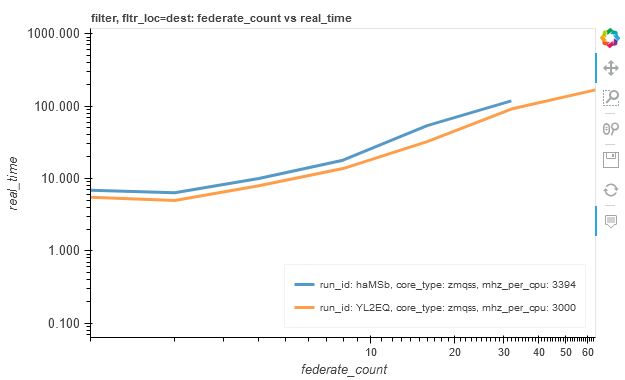 filter, fltr_loc=dest: federate_count vs real_time
1000.000
100.000
10.000
1.000
0.100
real_time
run_id: haMSb, core_type: zmqss, mhz_per_cpu: 3394
run_id: YL2EQ, core_type: zmqss, mhz_per_cpu: 3000
10
20
30
40
50
60
federate_count